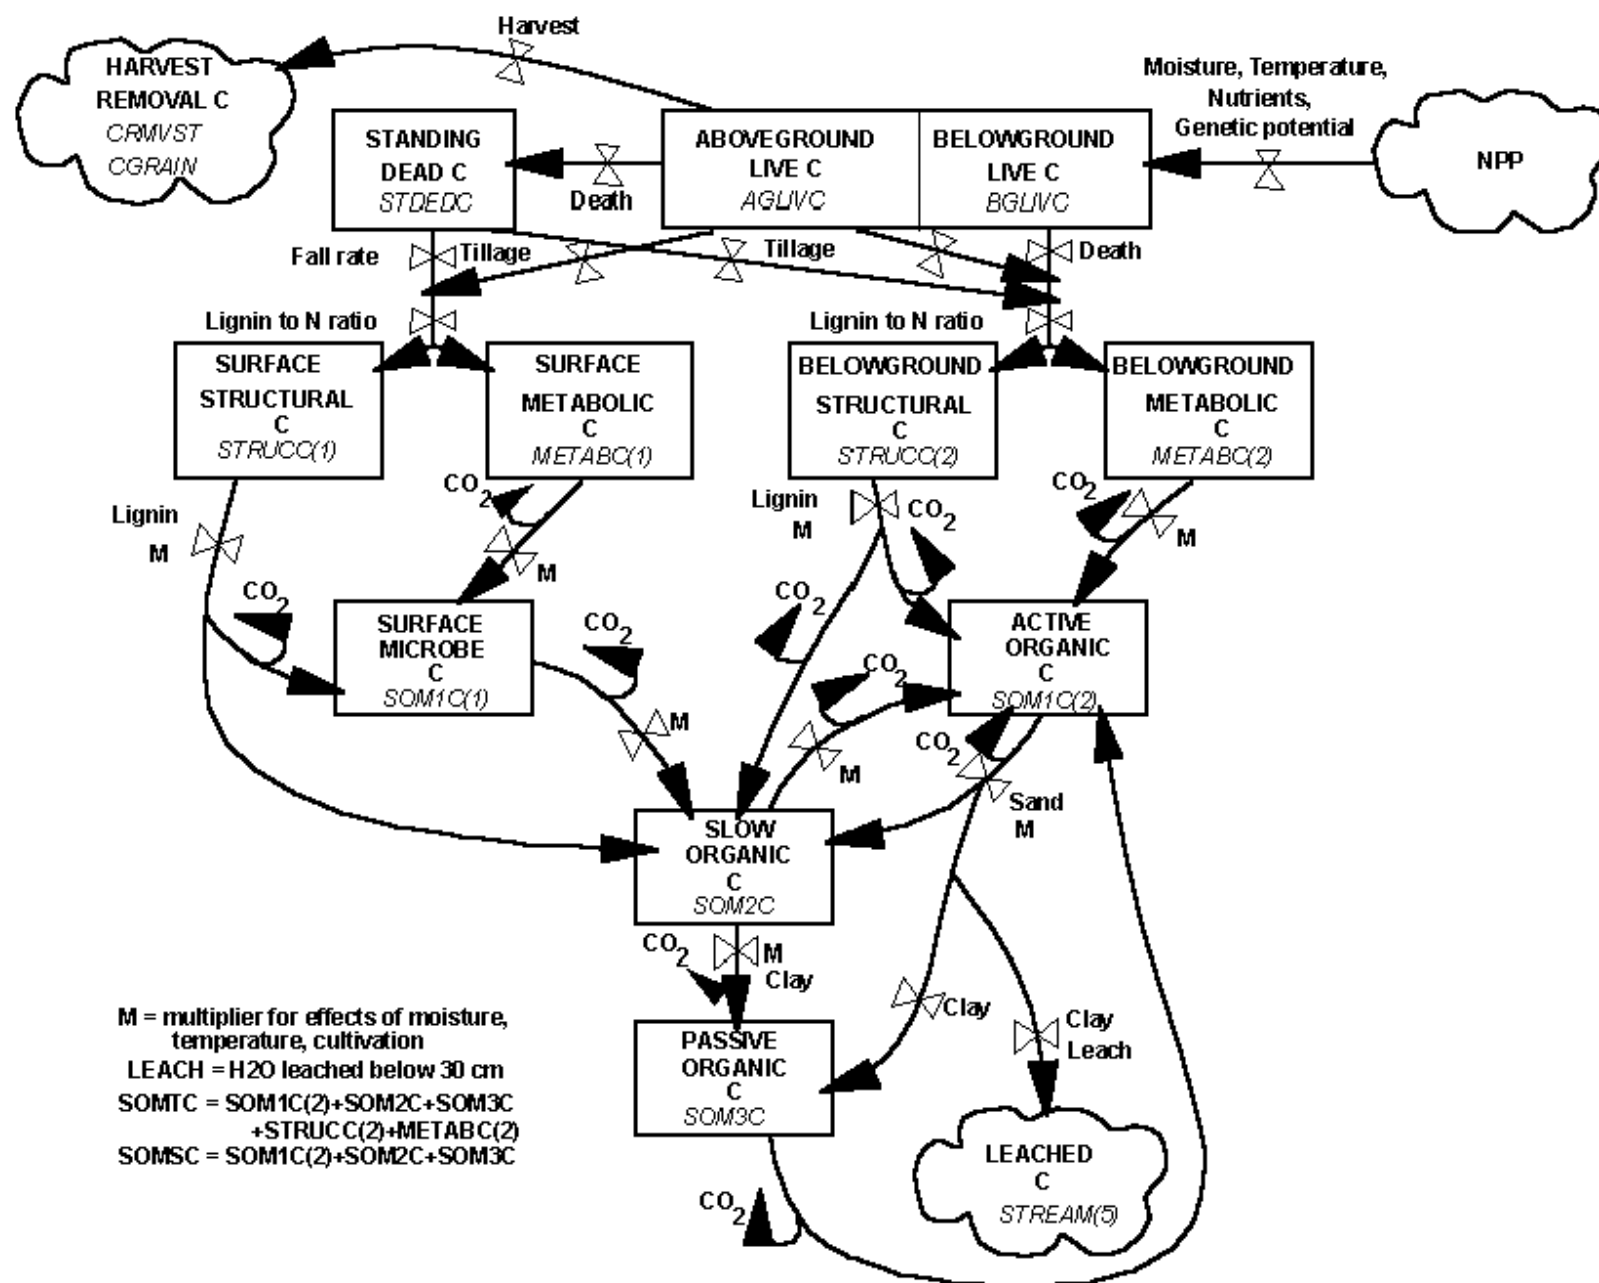 Harvest
HARVEST
REMOVAL C
CRMVST
CGRAIN
STANDING
DEAD C
STDEDC
Death
ABOVEGROUND
LIVE C
AGLIVC
BELOWGROUND
LIVE C
BGLIVC
Moisture, Temperature,
Nutrients,
Genetic potential
NPP
Fall rate
Tillage
Tillage
Death
Lignin to N ratio
Lignin to N ratio
SURFACE
STRUCTURAL
C
STRUCC(1)
SURFACE
METABOLIC
C
METABC(1)
BELOWGROUND
STRUCTURAL
C
STRUCC(2)
BELOWGROUND
METABOLIC
C
METABC(2)
Lignin
M
CO2
M
Lignin
M
CO2
CO2
M
CO2
SURFACE
MICROBE
C
SOM1C(1)
CO2
M
CO2
CO2
M
ACTIVE
ORGANIC
C
SOM1C(2)
CO2
Sand
M
SLOW
ORGANIC
C
SOM2C
CO2
M
Clay
Clay
Clay
Leach
PASSIVE
ORGANIC
C
SOM3C
CO2
LEACHED
C
STREAM(5)
M = multiplier for effects of moisture,
temperature, cultivation
LEACH = H2O leached below 30 cm
SOMTC = SOM1C(2)+SOM2C+SOM3C
+STRUCC(2)+METABC(2)
SOMSC = SOM1C(2)+SOM2C+SOM3C